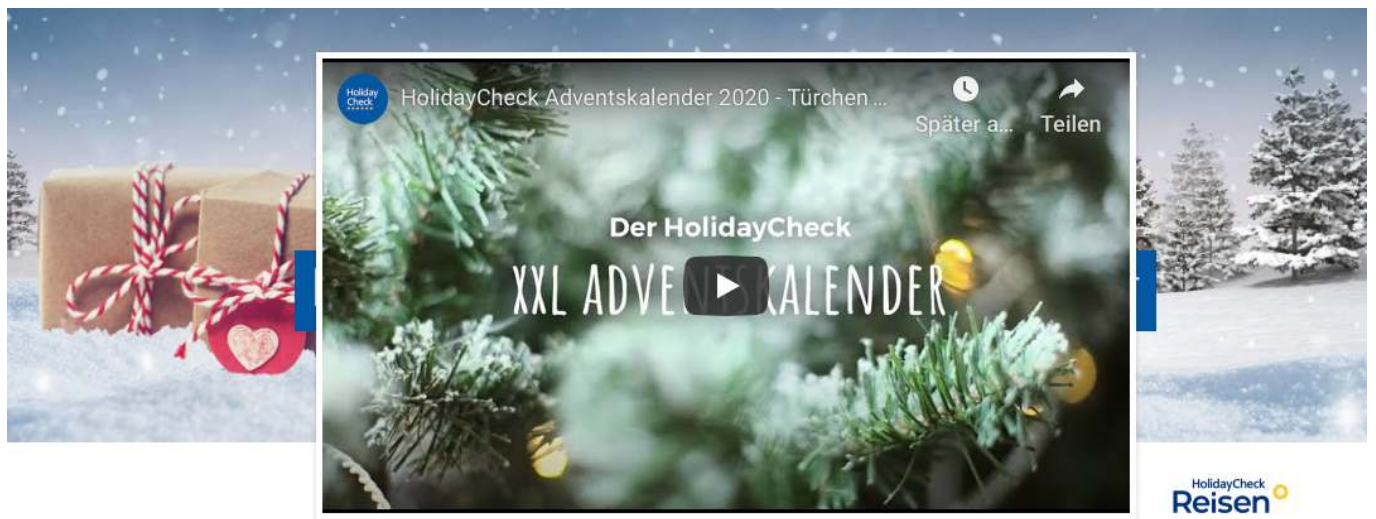 Holiday
Check
HolidayCheck Adventskalender 2020 - Türchen ...
Später a...
Teilen
Der HolidayCheck
XXL ADVENTSKALENDER
HolidayCheck
Reisen